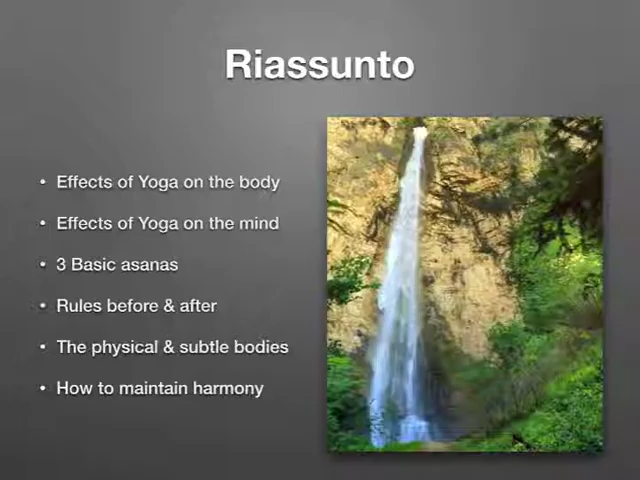 Riassunto
• Effects of Yoga on the body
• Effects of Yoga on the mind
• 3 Basic asanas
• Rules before & after
• The physical & subtle bodies
• How to maintain harmony